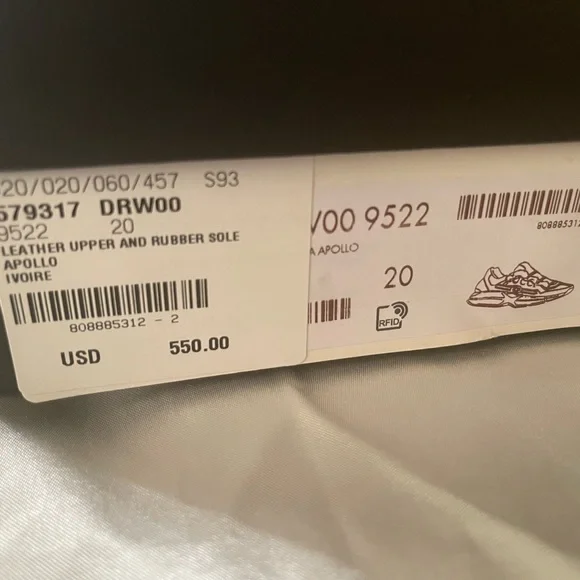 20/020/060/457 S93
579317 DRW00
9522 20
LEATHER UPPER AND RUBBER SOLE
APOLLO
IVOIRE
808885312 - 2
USD 550.00
W00 9522
A APOLLO
20
RFID
808885312